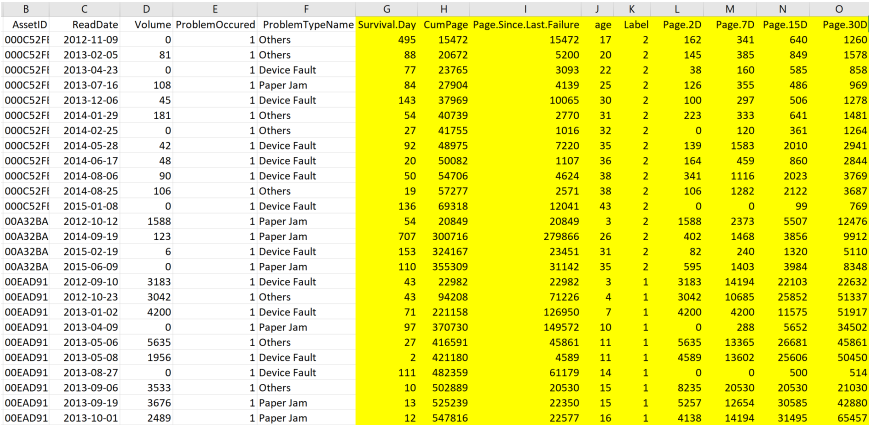 B C D E F G H I J K L M N O
AssetID ReadDate Volume ProblemOccured ProblemTypeName Survival.Day CumPage Page.Since.Last.Failure age Label Page.2D Page.7D Page.15D Page.30D
000C52FE 2012-11-09 0 1 Others 495 15472 15472 17 2 162 341 640 1260
000C52FE 2013-02-05 81 1 Others 88 20672 5200 20 2 145 385 849 1578
000C52FE 2013-04-23 0 1 Device Fault 77 23765 3093 22 2 38 160 585 858
000C52FE 2013-07-16 108 1 Paper Jam 84 27904 4139 25 2 126 355 486 969
000C52FE 2013-12-06 45 1 Device Fault 143 37969 10065 30 2 100 297 506 1278
000C52FE 2014-01-29 181 1 Others 54 40739 2770 31 2 223 333 641 1481
000C52FE 2014-02-25 0 1 Others 27 41755 1016 32 2 0 120 361 1264
000C52FE 2014-05-28 42 1 Device Fault 92 48975 7220 35 2 139 1583 2010 2941
000C52FE 2014-06-17 48 1 Device Fault 20 50082 1107 36 2 164 459 860 2844
000C52FE 2014-08-06 90 1 Device Fault 50 54706 4624 38 2 341 1116 2023 3769
000C52FE 2014-08-25 106 1 Others 19 57277 2571 38 2 106 1282 2122 3687
000C52FE 2015-01-08 0 1 Device Fault 136 69318 12041 43 2 0 0 99 769
00A32BA 2012-10-12 1588 1 Paper Jam 54 20849 20849 3 2 1588 2373 5507 12476
00A32BA 2014-09-19 123 1 Paper Jam 707 300716 279866 26 2 402 1468 3856 9912
00A32BA 2015-02-19 6 1 Device Fault 153 324167 23451 31 2 82 240 1320 5110
00A32BA 2015-06-09 0 1 Paper Jam 110 355309 31142 35 2 595 1403 3984 8348
00EAD91 2012-09-10 3183 1 Device Fault 43 22982 22982 3 1 3183 14194 22103 22632
00EAD91 2012-10-23 3042 1 Others 43 94208 71226 4 1 3042 10685 25852 51337
00EAD91 2013-01-02 4200 1 Device Fault 71 221158 126950 7 1 4200 4200 11575 51917
00EAD91 2013-04-09 0 1 Paper Jam 97 370730 149572 10 1 0 288 5652 34502
00EAD91 2013-05-06 5635 1 Others 27 416591 45861 11 1 5635 13365 26681 45861
00EAD91 2013-05-08 1956 1 Device Fault 2 421180 4589 11 1 4589 13602 25606 50450
00EAD91 2013-08-27 0 1 Device Fault 111 482359 61179 14 1 0 0 500 514
00EAD91 2013-09-06 3533 1 Others 10 502889 20530 15 1 8235 20530 20530 21030
00EAD91 2013-09-19 3676 1 Paper Jam 13 525239 22350 15 1 5257 12654 30585 42880
00EAD91 2013-10-01 2489 1 Paper Jam 12 547816 22577 16 1 4138 14194 31495 65457